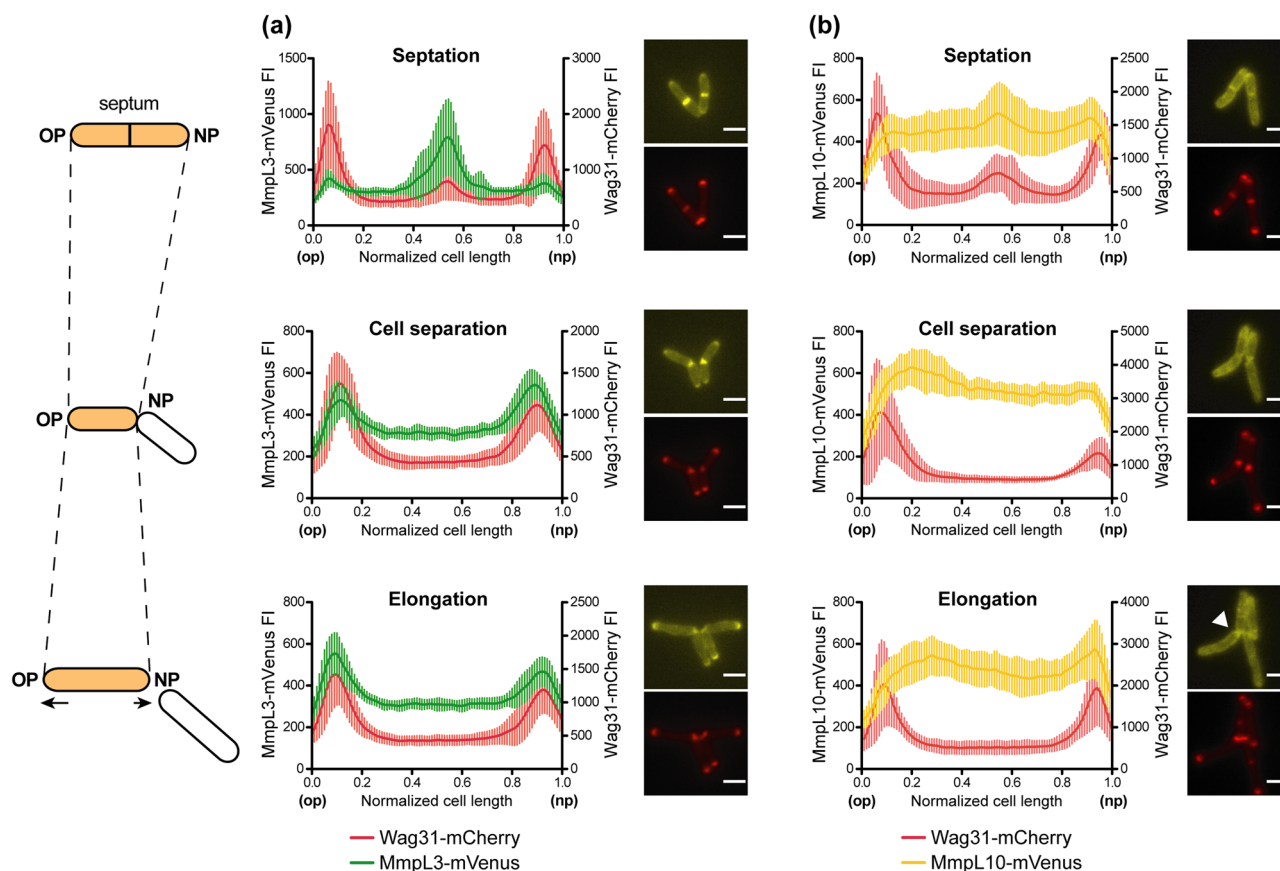 (a)
(b)
septum
OP
NP
OP
NP
OP
NP
Septation
MmpL3-mVenus FI
1500
1000
500
0
Wag31-mCherry FI
3000
2500
2000
1500
1000
500
0
0.0 0.2 0.4 0.6 0.8 1.0
(op) Normalized cell length (np)
Cell separation
MmpL3-mVenus FI
800
600
400
200
0
Wag31-mCherry FI
2000
1500
1000
500
0
0.0 0.2 0.4 0.6 0.8 1.0
(op) Normalized cell length (np)
Elongation
MmpL3-mVenus FI
800
600
400
200
0
Wag31-mCherry FI
2500
2000
1500
1000
500
0
0.0 0.2 0.4 0.6 0.8 1.0
(op) Normalized cell length (np)
Wag31-mCherry
MmpL3-mVenus
Septation
MmpL10-mVenus FI
800
600
400
200
0
Wag31-mCherry FI
2500
2000
1500
1000
500
0
0.0 0.2 0.4 0.6 0.8 1.0
(op) Normalized cell length (np)
Cell separation
MmpL10-mVenus FI
800
600
400
200
0
Wag31-mCherry FI
5000
4000
3000
2000
1000
0
0.0 0.2 0.4 0.6 0.8 1.0
(op) Normalized cell length (np)
Elongation
MmpL10-mVenus FI
800
600
400
200
0
Wag31-mCherry FI
4000
3000
2000
1000
0
0.0 0.2 0.4 0.6 0.8 1.0
(op) Normalized cell length (np)
Wag31-mCherry
MmpL10-mVenus